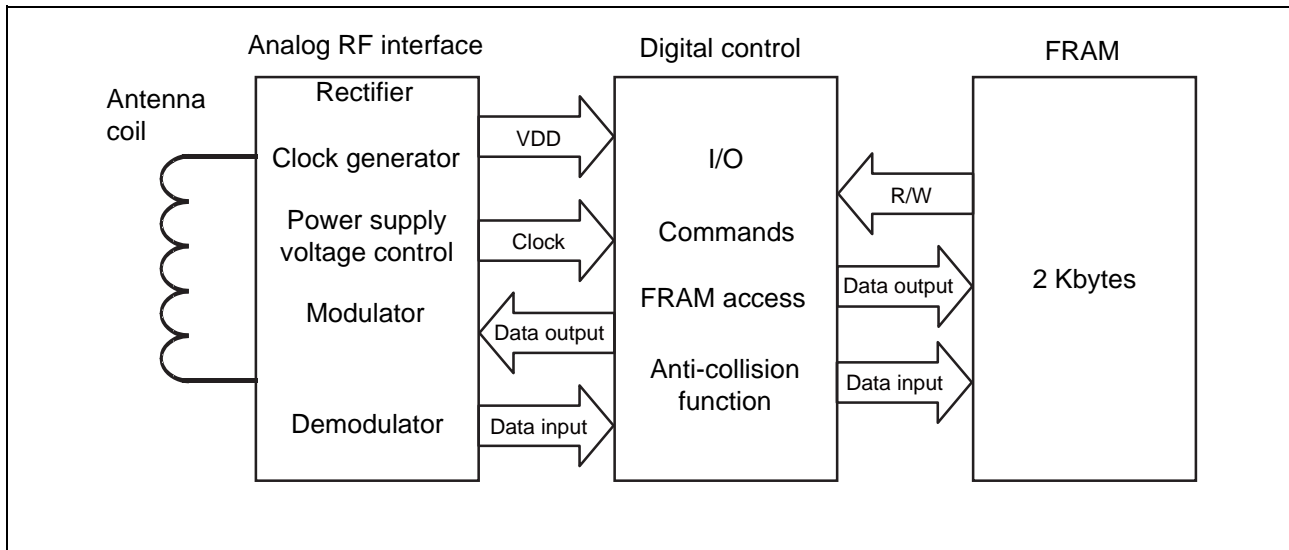 Analog RF interface
Digital control
FRAM
Antenna
coil
Rectifier
Clock generator
Power supply
voltage control
Modulator
Demodulator
VDD
Clock
Data output
Data input
I/O
Commands
FRAM access
Anti-collision
function
R/W
Data output
Data input
2 Kbytes